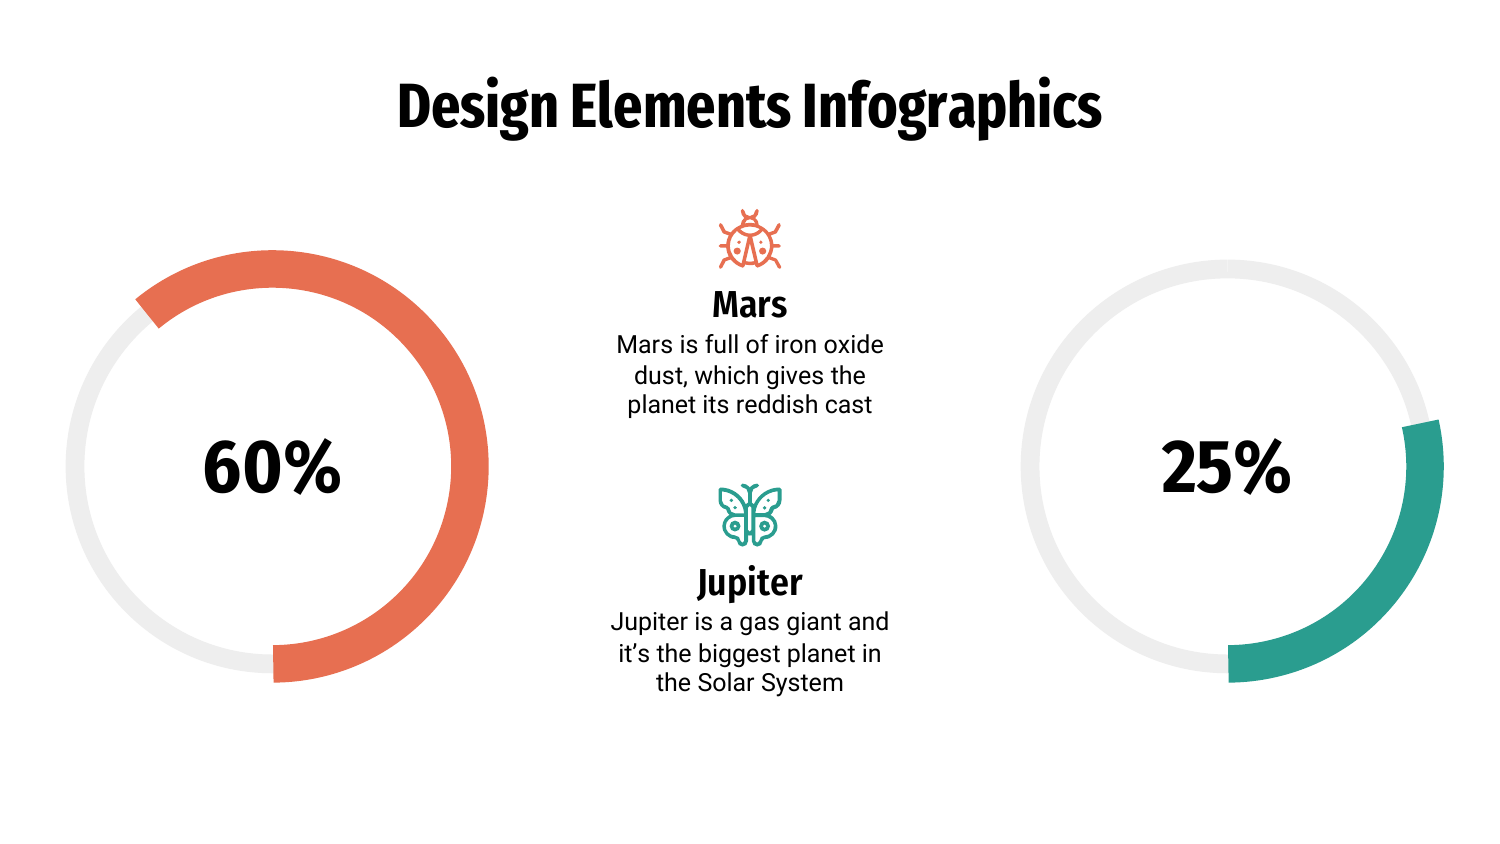 Design Elements Infographics
60%
Mars
Mars is full of iron oxide
dust, which gives the
planet its reddish cast
Jupiter
Jupiter is a gas giant and
it’s the biggest planet in
the Solar System
25%